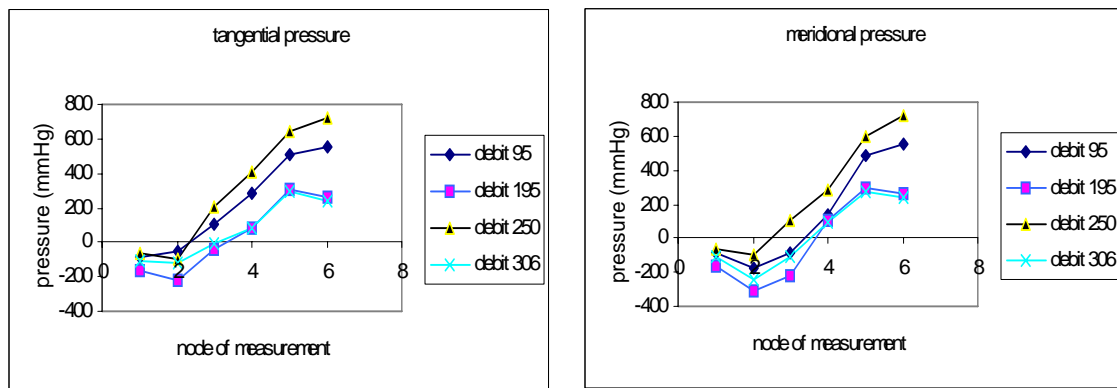 tangential pressure
pressure (mmHg)
800
600
400
200
0
-200
-400
0
2
4
6
8
node of measurement
debit 95
debit 195
debit 250
debit 306
meridional pressure
pressure (mmHg)
800
600
400
200
0
-200
-400
0
2
4
6
8
node of measurement
debit 95
debit 195
debit 250
debit 306